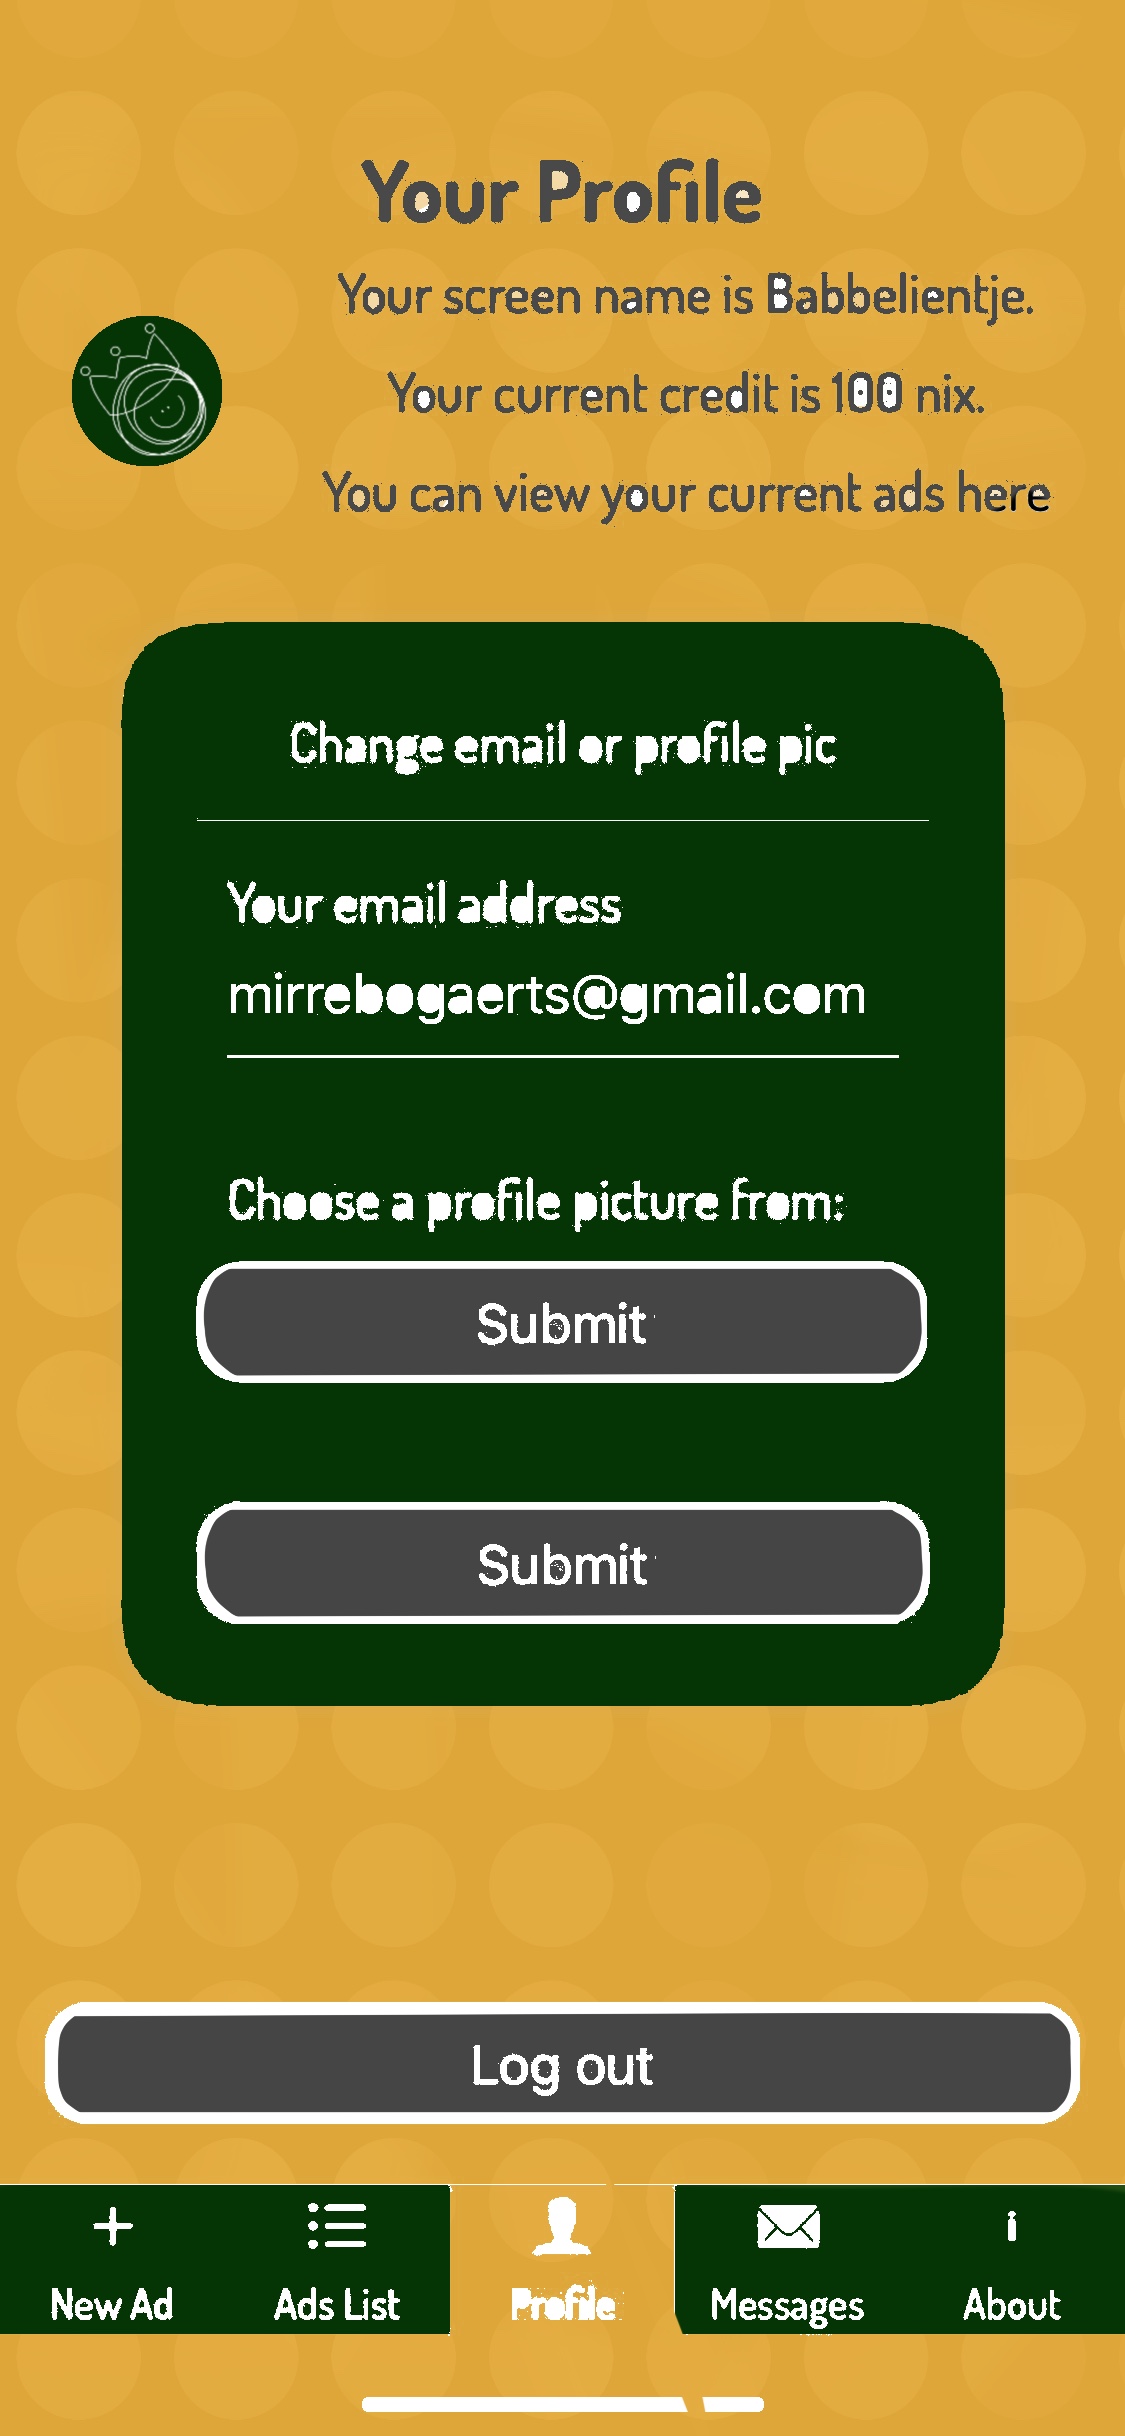 Your Profile
Your screen name is Babbelientje.
Your current credit is 100 nix.
You can view your current ads here
Change email or profile pic
Your email address
mirrebogaerts@gmail.com
Choose a profile picture from:
Submit
Submit
Log out
New Ad
Ads List
Profile
Messages
About